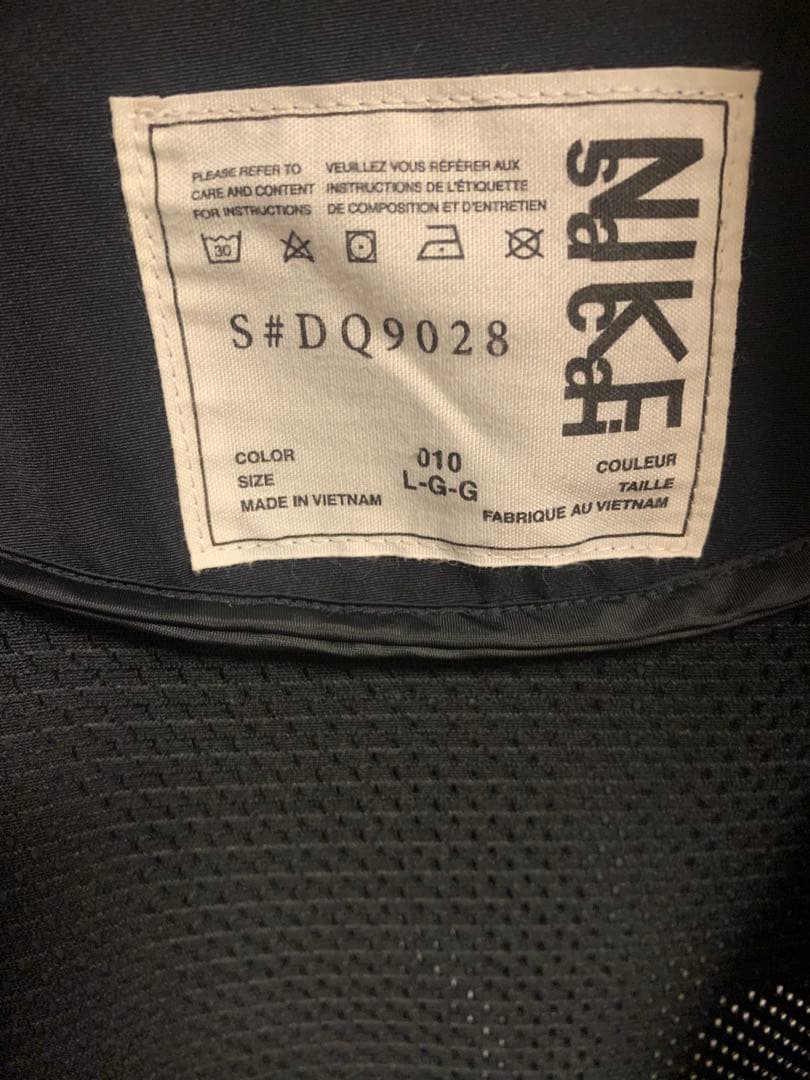 PLEASE REFER TO
CARE AND CONTENT
FOR INSTRUCTIONS
VEUILLEZ VOUS RÉFÉRER AUX
INSTRUCTIONS DE L'ÉTIQUETTE
DE COMPOSITION ET D'ENTRETIEN
30
S#DQ9028
NIKE
sacai
COLOR 010 COULEUR
SIZE L-G-G TAILLE
MADE IN VIETNAM FABRIQUE AU VIETNAM